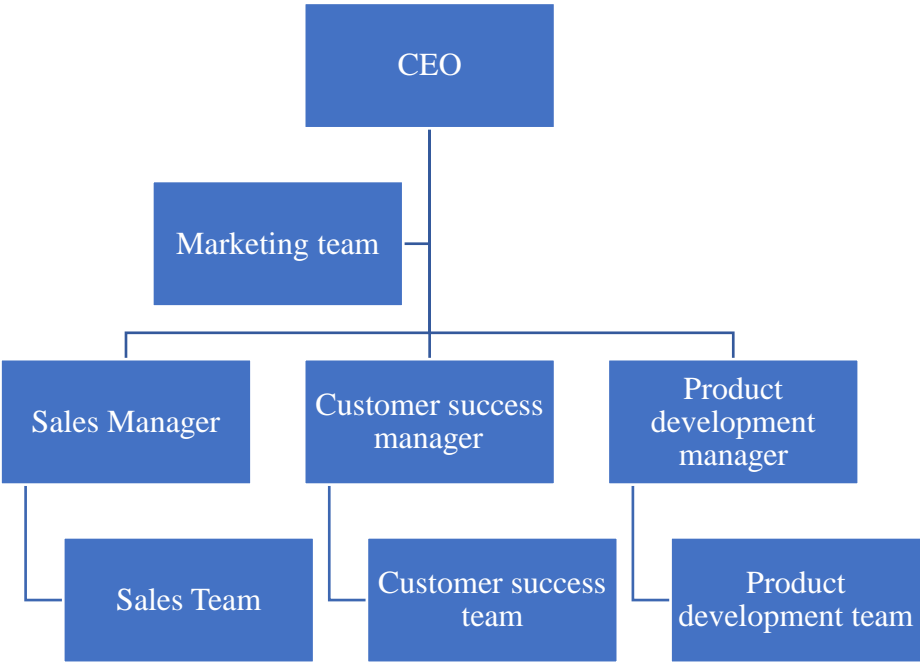 CEO
Marketing team
Sales Manager
Customer success
manager
Product
development
manager
Sales Team
Customer success
team
Product
development team